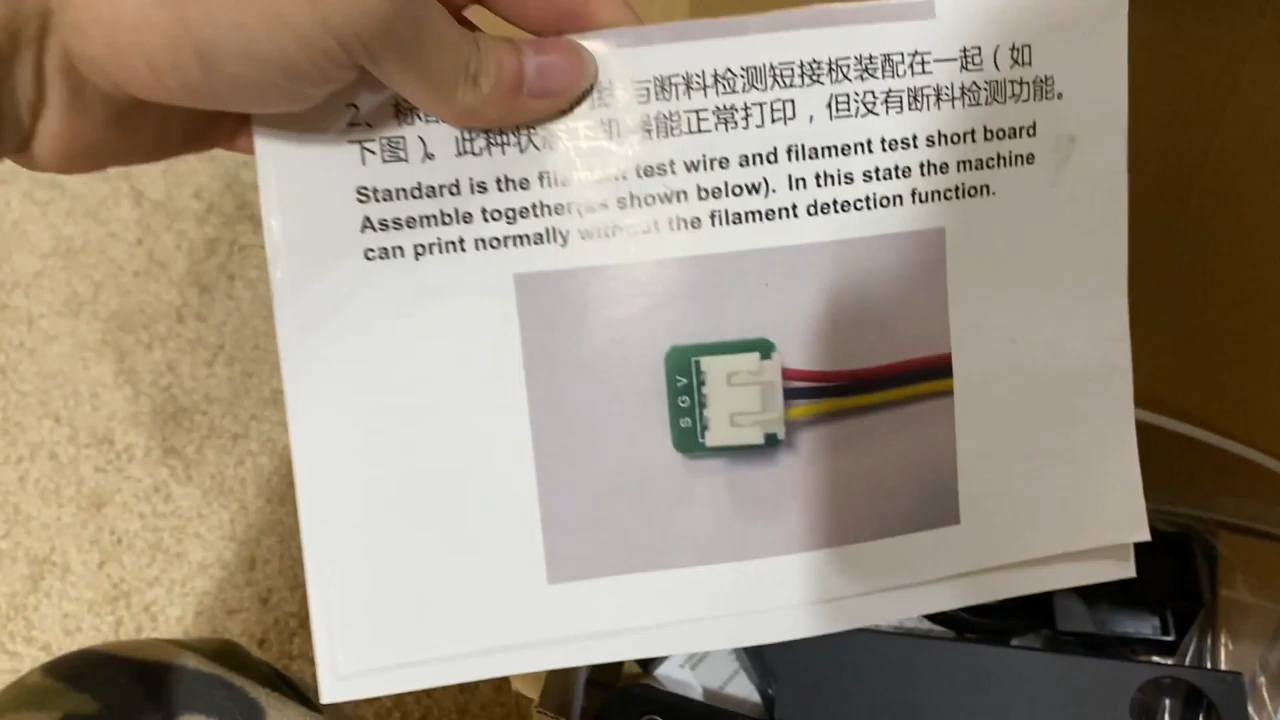 2、标 与断料检测短接板装配在一起（如
下图）。此种状 器能正常打印，但没有断料检测功能。
Standard is the test wire and filament test short board
Assemble together(as shown below). In this state the machine
can print normally without the filament detection function.
S G V